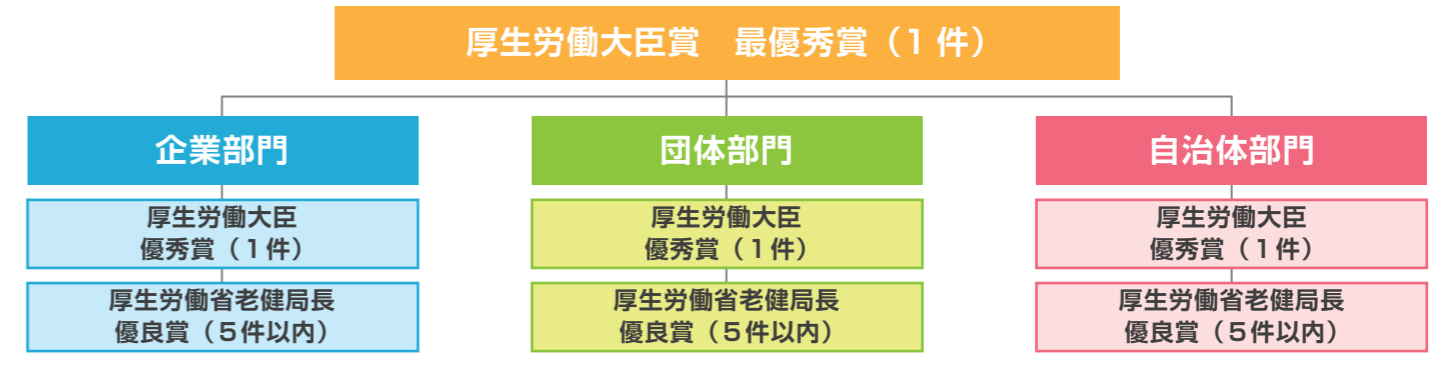 厚生労働大臣賞　最優秀賞（1 件）
企業部門
厚生労働大臣
優秀賞（１件）
厚生労働省老健局長
優良賞（５件以内）
団体部門
厚生労働大臣
優秀賞（１件）
厚生労働省老健局長
優良賞（５件以内）
自治体部門
厚生労働大臣
優秀賞（１件）
厚生労働省老健局長
優良賞（５件以内）